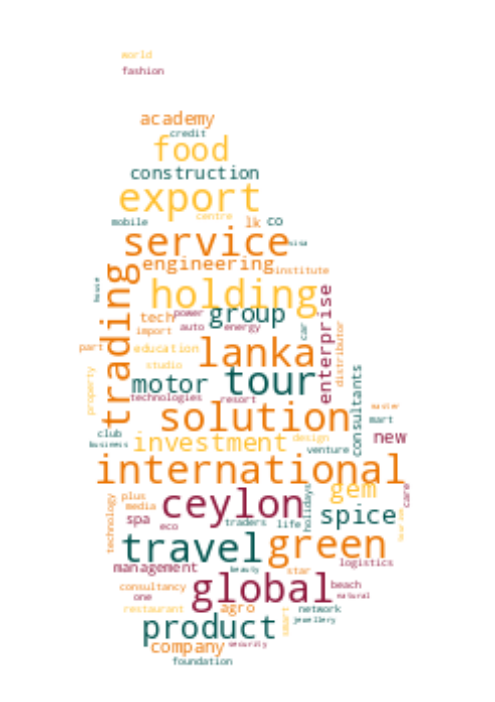 world
fashion
academy
credit
food
construction
export
centre
mobile
lk co
service
visa
engineering
institute
trading
house
holding
enterprise
power
tech
group
auto energy
import
car
distributor
part
education
lanka
studio
motor tour
property
technologies resort
consultants
solution
master
mart
club
design
new
business
investment
venture
international
gem
care
plus
media
ceylon
holidays
technology
spa
eco
traders life
spice
travel green
logistics
management
beauty
star
consultancy
global
beach
one
natural
restaurant
agro
smart
network
product
jewellery
company
security
foundation